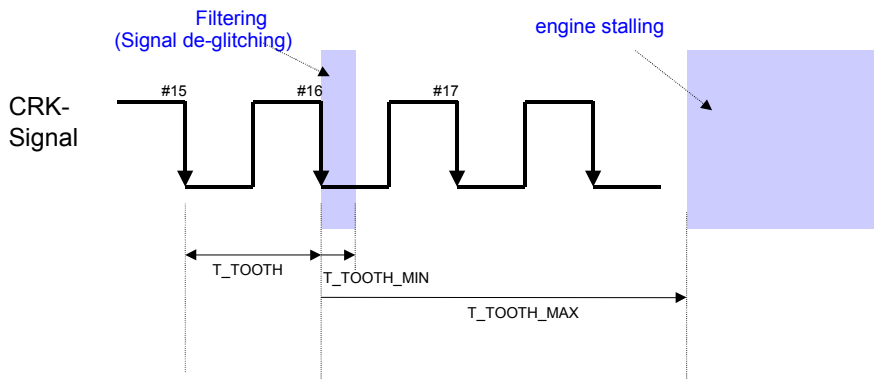 Filtering
(Signal de-glitching)
engine stalling
#15
#16
#17
CRK-
Signal
T_TOOTH
T_TOOTH_MIN
T_TOOTH_MAX